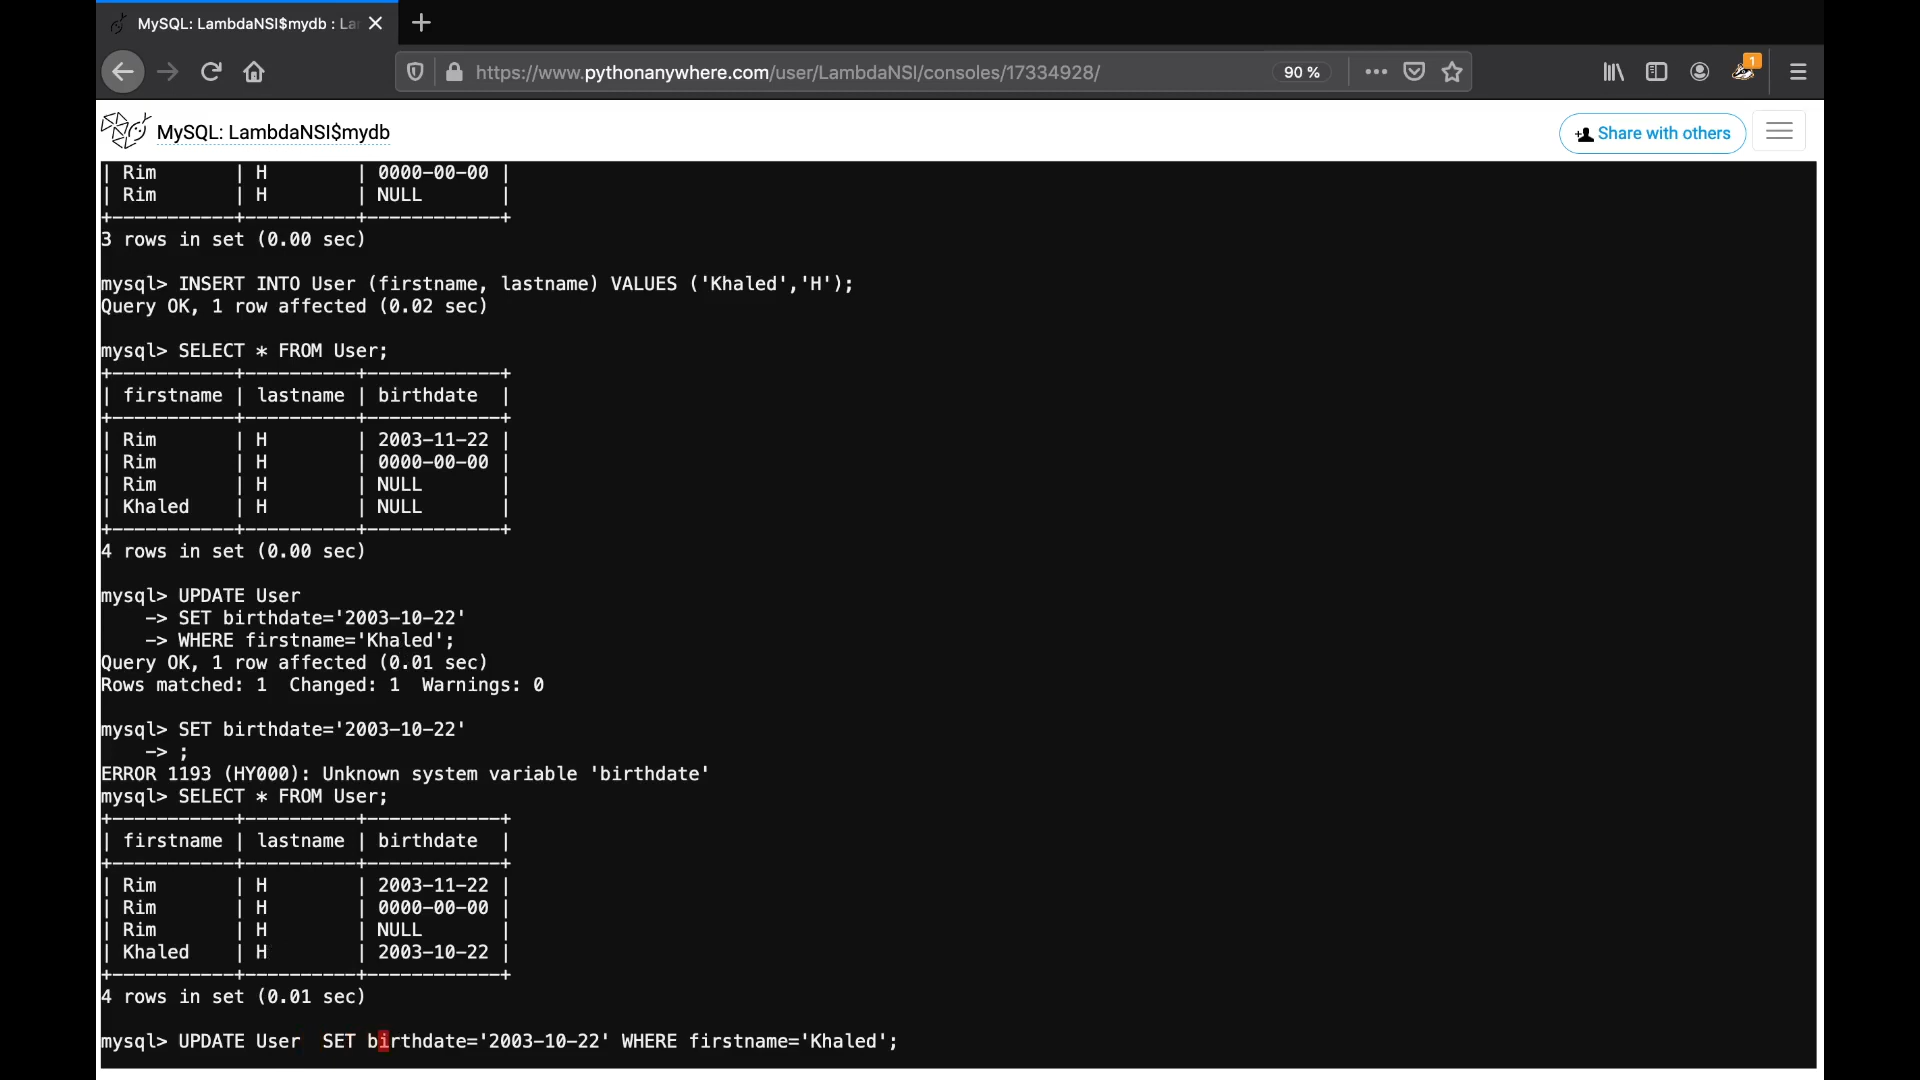 MySQL: LambdaNSI$mydb : La
https://www.pythonanywhere.com/user/LambdaNSI/consoles/17334928/
90 %
1
MySQL: LambdaNSI$mydb
Share with others
| Rim       | H        | 0000-00-00 |
| Rim       | H        | NULL       |
+-----------+----------+------------+
3 rows in set (0.00 sec)
mysql> INSERT INTO User (firstname, lastname) VALUES ('Khaled','H');
Query OK, 1 row affected (0.02 sec)
mysql> SELECT * FROM User;
+-----------+----------+------------+
| firstname | lastname | birthdate  |
+-----------+----------+------------+
| Rim       | H        | 2003-11-22 |
| Rim       | H        | 0000-00-00 |
| Rim       | H        | NULL       |
| Khaled    | H        | NULL       |
+-----------+----------+------------+
4 rows in set (0.00 sec)
mysql> UPDATE User
    -> SET birthdate='2003-10-22'
    -> WHERE firstname='Khaled';
Query OK, 1 row affected (0.01 sec)
Rows matched: 1  Changed: 1  Warnings: 0
mysql> SET birthdate='2003-10-22'
    -> ;
ERROR 1193 (HY000): Unknown system variable 'birthdate'
mysql> SELECT * FROM User;
+-----------+----------+------------+
| firstname | lastname | birthdate  |
+-----------+----------+------------+
| Rim       | H        | 2003-11-22 |
| Rim       | H        | 0000-00-00 |
| Rim       | H        | NULL       |
| Khaled    | H        | 2003-10-22 |
+-----------+----------+------------+
4 rows in set (0.01 sec)
mysql> UPDATE User  SET birthdate='2003-10-22' WHERE firstname='Khaled';